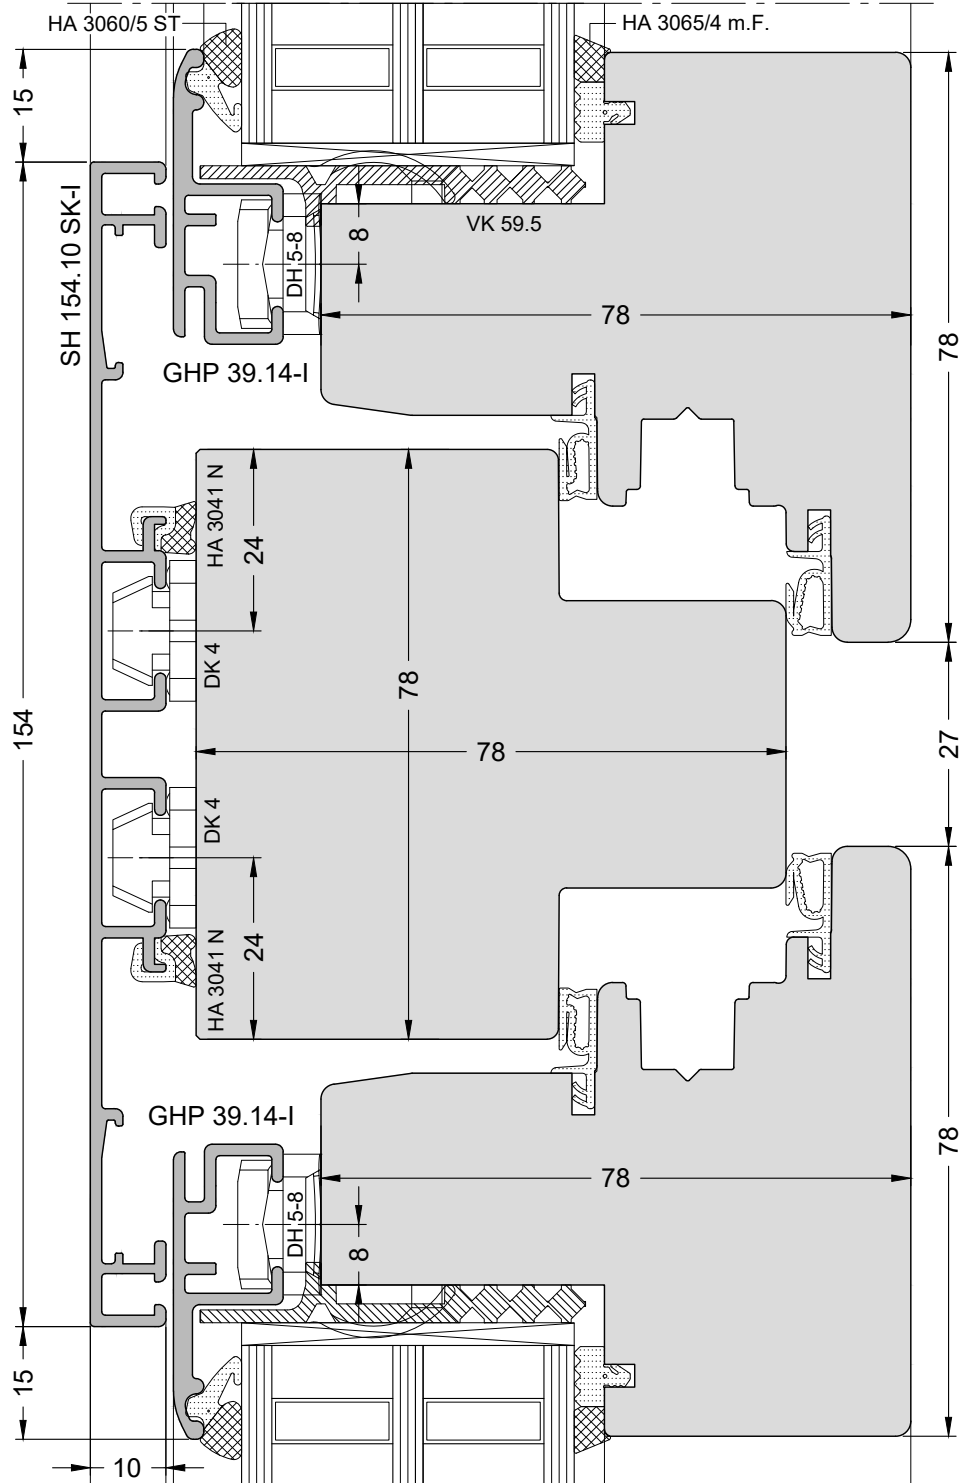 HA 3060/5 ST
HA 3065/4 m.F.
15
SH 154.10 SK-I
VK 59.5
8
DH 5-8
78
78
GHP 39.14-I
HA 3041 N
24
DK 4
78
154
78
27
DK 4
24
HA 3041 N
GHP 39.14-I
78
78
DH 5-8
8
15
10